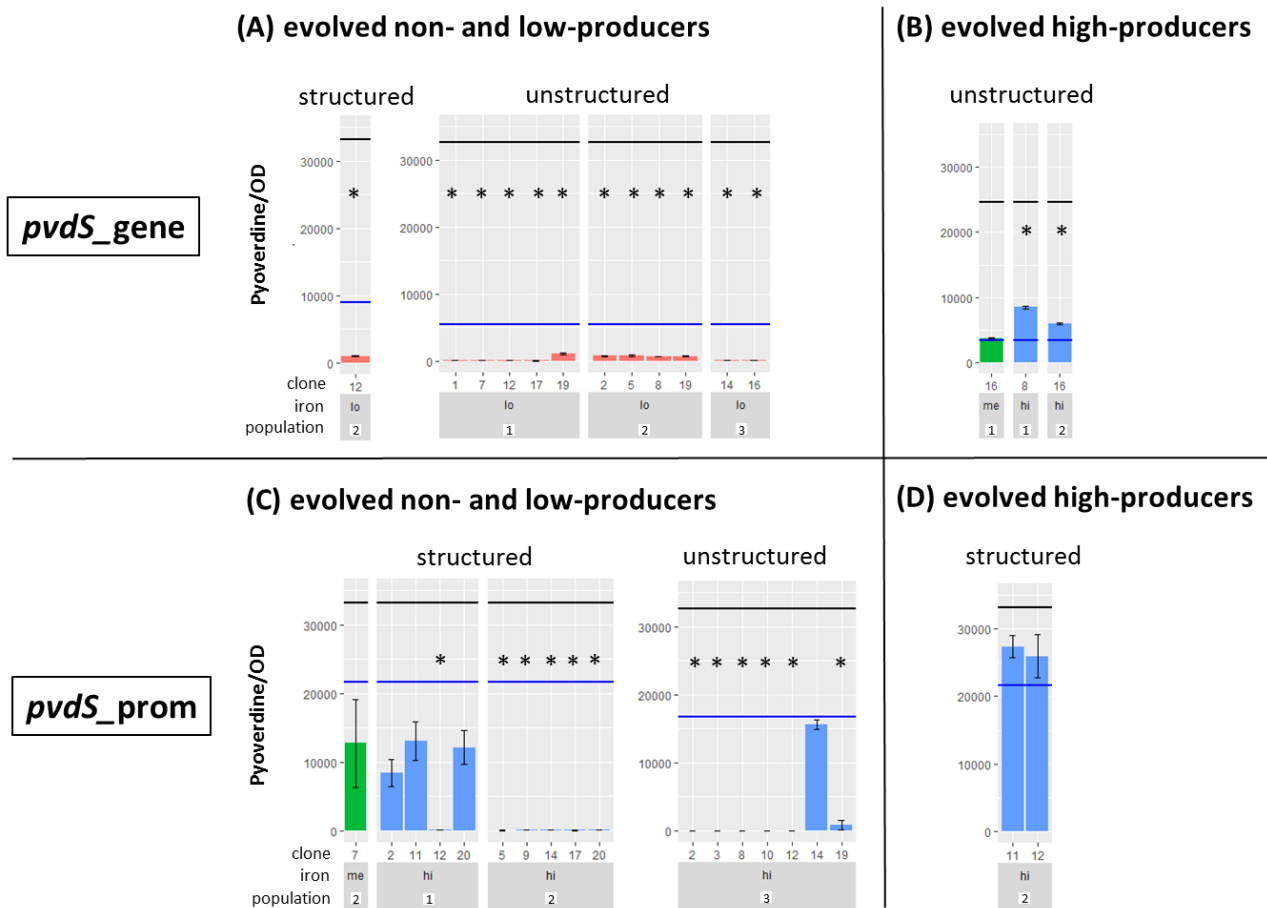 (A) evolved non- and low-producers
(B) evolved high-producers
structured
unstructured
unstructured
pvdS_gene
Pyoverdine/OD
30000
20000
10000
0
*
30000
20000
10000
0
* * * * *
* * * *
* *
30000
20000
10000
0
* *
clone
12
1 7 12 17 19
2 5 8 19
14 16
16 8 16
iron
lo
lo
lo
lo
me hi hi
population
2
1
2
3
1 1 2
(C) evolved non- and low-producers
(D) evolved high-producers
structured
unstructured
structured
pvdS_prom
Pyoverdine/OD
30000
20000
10000
0
*
* * * * *
30000
20000
10000
0
* * * * * *
30000
20000
10000
0
clone
7
2 11 12 20
5 9 14 17 20
2 3 8 10 12 14 19
11 12
iron
me
hi
hi
hi
hi
population
2
1
2
3
2